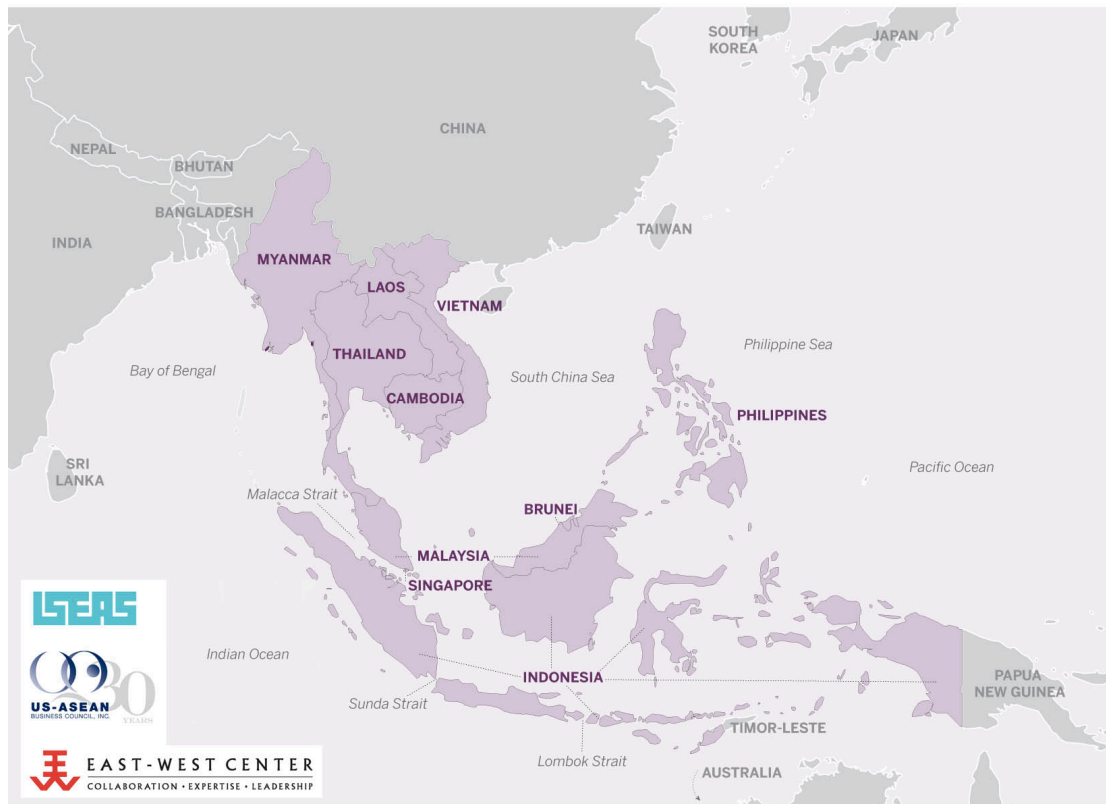 SOUTH
KOREA
JAPAN
CHINA
NEPAL
BHUTAN
BANGLADESH
INDIA
TAIWAN
MYANMAR
LAOS
VIETNAM
THAILAND
Philippine Sea
Bay of Bengal
South China Sea
CAMBODIA
PHILIPPINES
SRI
LANKA
Pacific Ocean
Malacca Strait
BRUNEI
MALAYSIA
SINGAPORE
ISEAS
Indian Ocean
INDONESIA
PAPUA
NEW GUINEA
Sunda Strait
30
US-ASEAN
BUSINESS COUNCIL, INC.
YEARS
TIMOR-LESTE
Lombok Strait
AUSTRALIA
EAST-WEST CENTER
COLLABORATION • EXPERTISE • LEADERSHIP